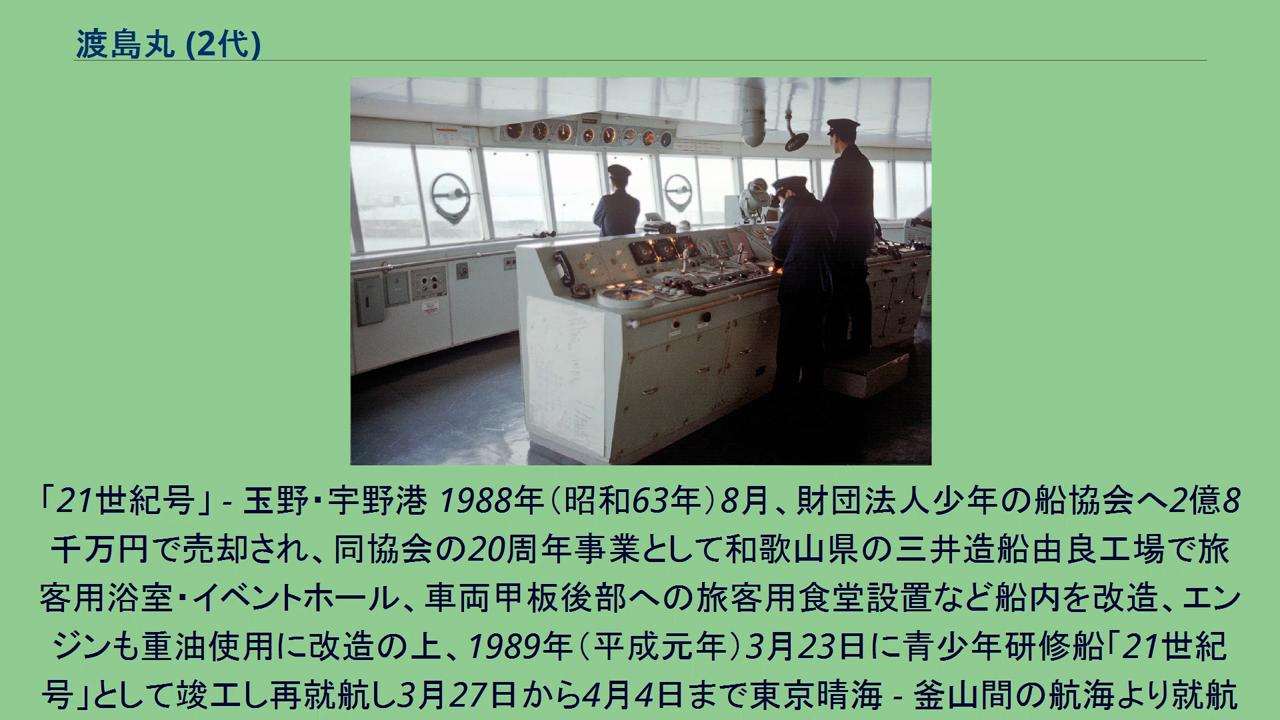 渡島丸 (2代)
「21世紀号」 - 玉野・宇野港 1988年（昭和63年）8月、財団法人少年の船協会へ2億8
千万円で売却され、同協会の20周年事業として和歌山県の三井造船由良工場で旅
客用浴室・イベントホール、車両甲板後部への旅客用食堂設置など船内を改造、エン
ジンも重油使用に改造の上、1989年（平成元年）3月23日に青少年研修船「21世紀
号」として竣工し再就航し3月27日から4月4日まで東京晴海 - 釜山間の航海より就航